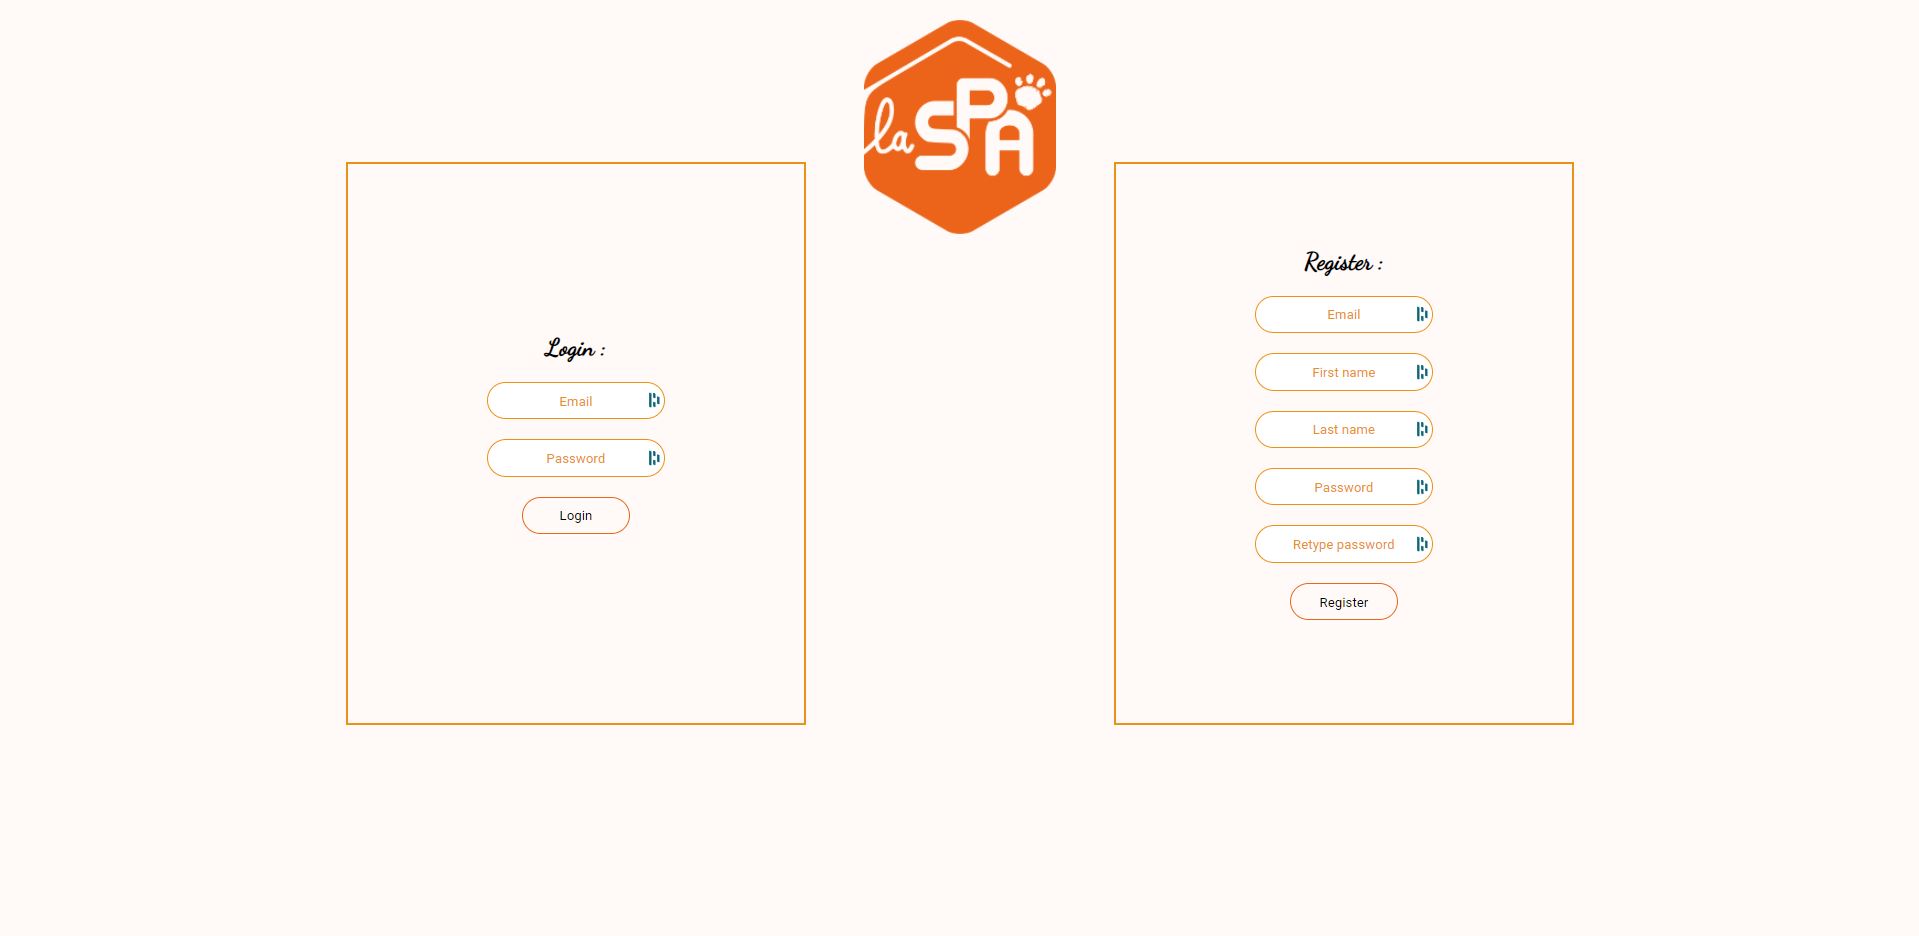 la SPA
Login :
Email
Password
Login
Register :
Email
First name
Last name
Password
Retype password
Register